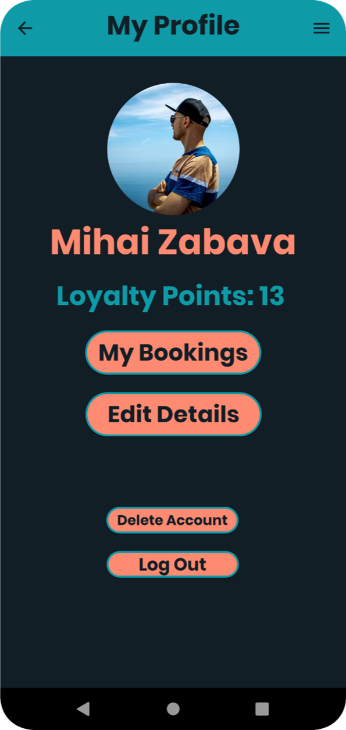 My Profile
Mihai Zabava
Loyalty Points: 13
My Bookings
Edit Details
Delete Account
Log Out